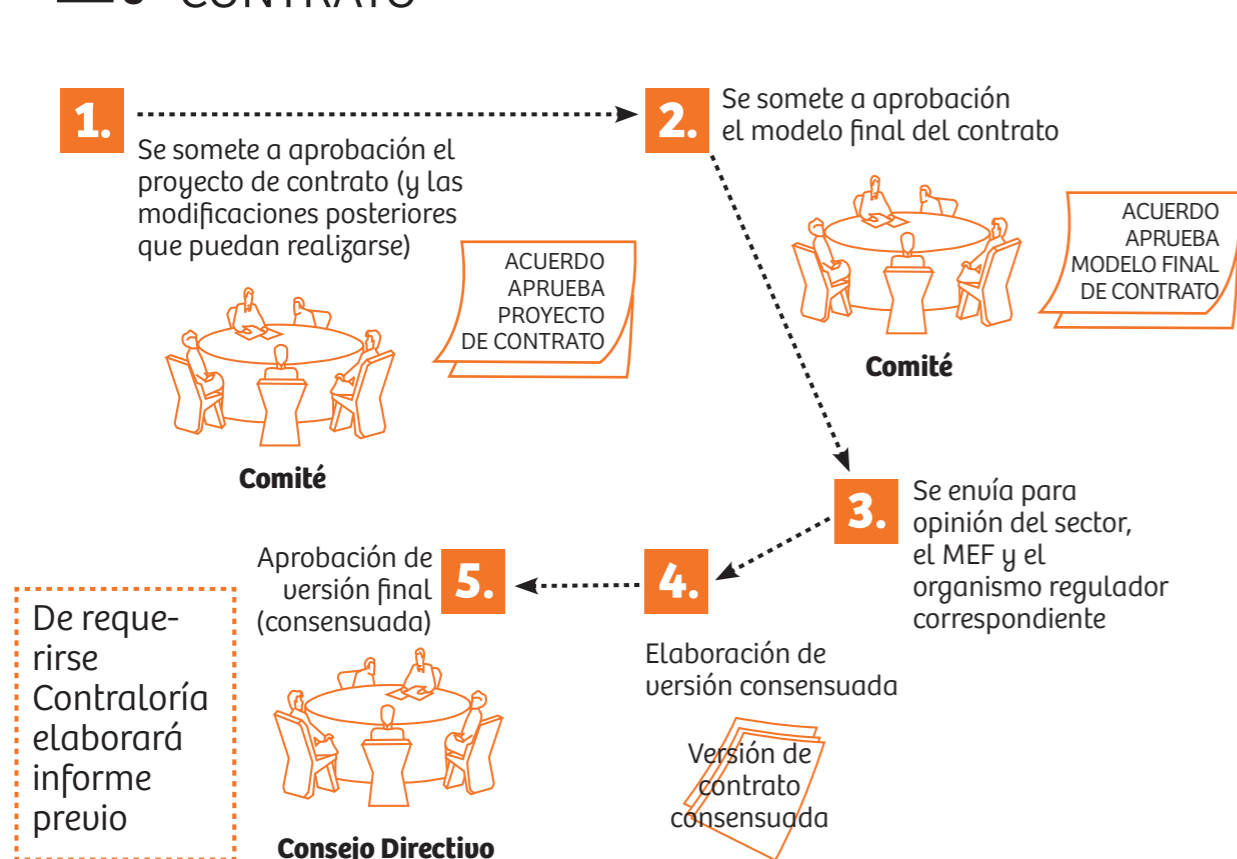 CONTRATO
1.
Se somete a aprobación el
proyecto de contrato (y las
modificaciones posteriores
que puedan realizarse)
ACUERDO
APRUEBA
PROYECTO
DE CONTRATO
Comité
2.
Se somete a aprobación
el modelo final del contrato
ACUERDO
APRUEBA
MODELO FINAL
DE CONTRATO
Comité
3.
Se envía para
opinión del sector,
el MEF y el
organismo regulador
correspondiente
4.
Elaboración de
versión consensuada
Versión de
contrato
consensuada
5.
Aprobación de
versión final
(consensuada)
Consejo Directivo
De reque-
rirse
Contraloría
elaborará
informe
previo